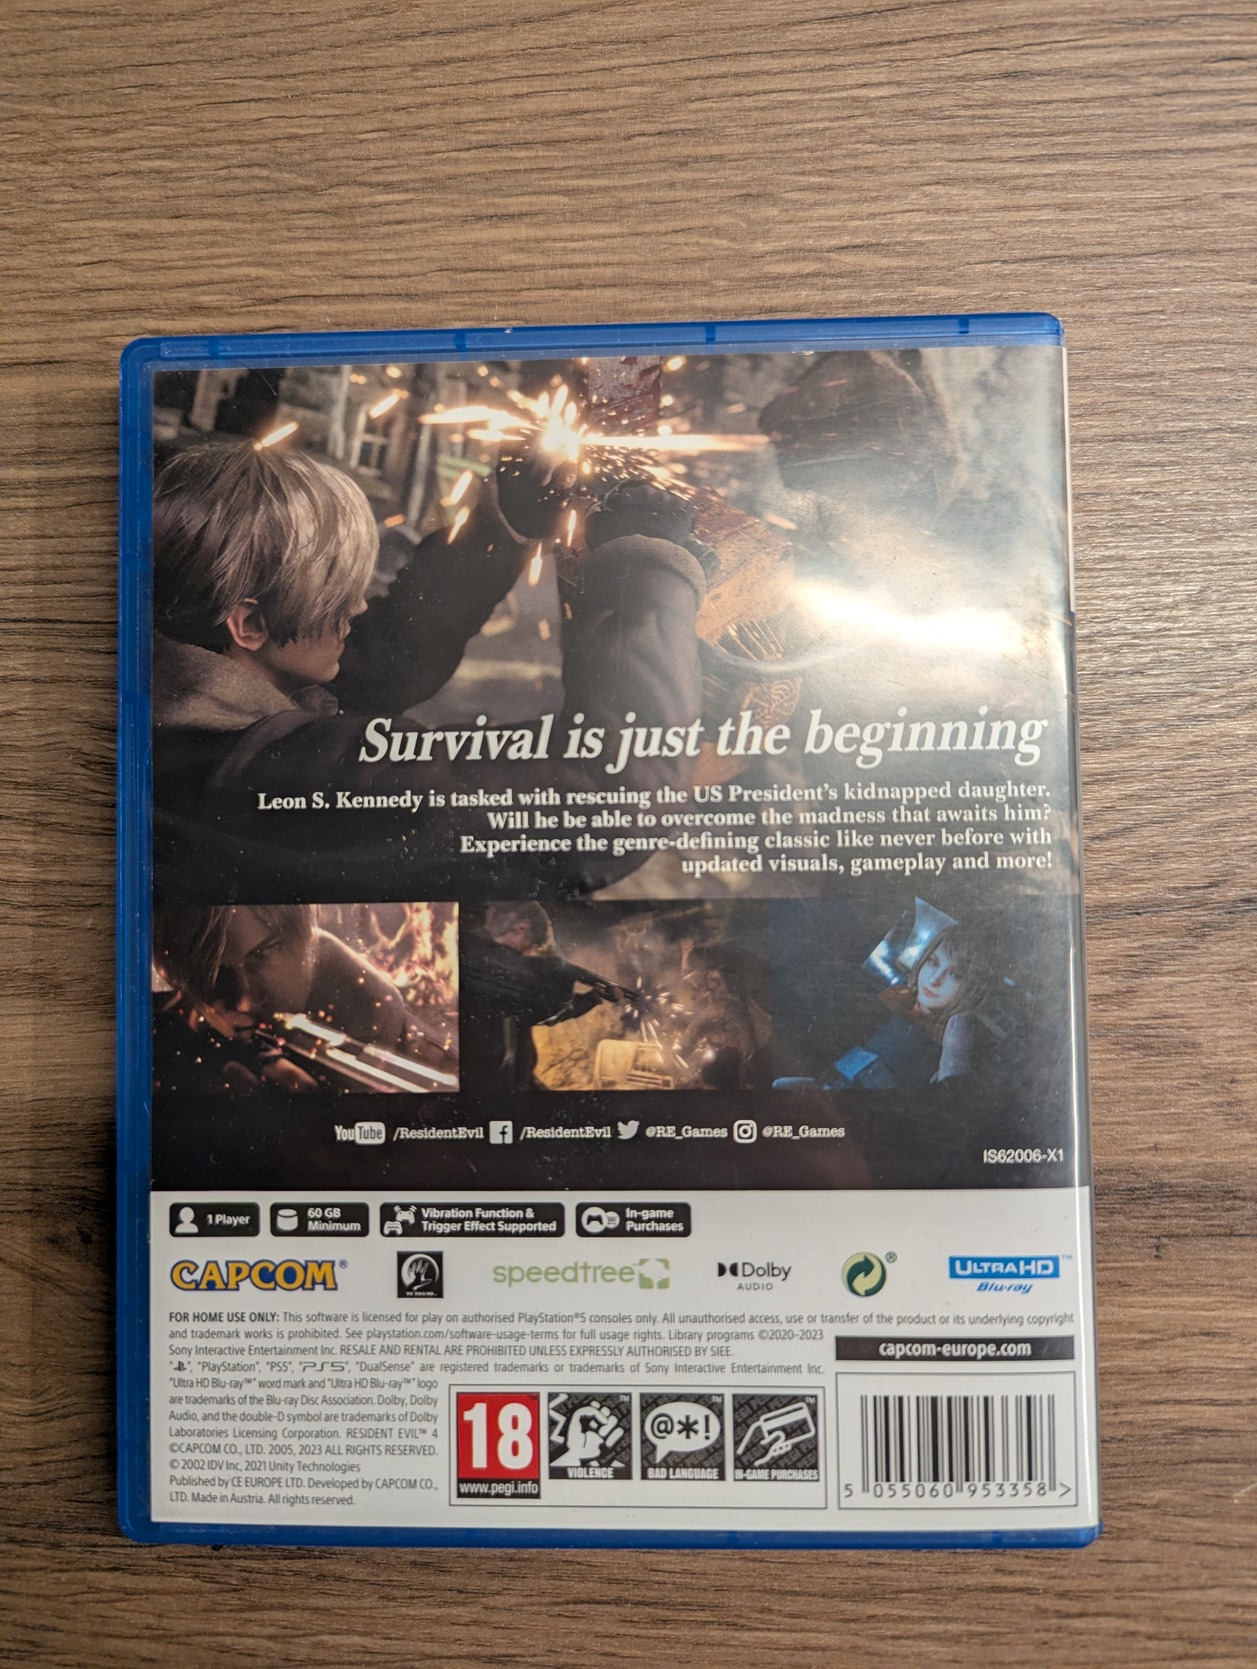 Survival is just the beginning
Leon S. Kennedy is tasked with rescuing the US President's kidnapped daughter.
Will he be able to overcome the madness that awaits him?
Experience the genre-defining classic like never before with
updated visuals, gameplay and more!
YouTube /ResidentEvil /ResidentEvil @RE_Games @RE_Games
IS62006-X1
1 Player
60 GB
Minimum
Vibration Function &
Trigger Effect Supported
In-game
Purchases
CAPCOM®
speedtree
Dolby
AUDIO
®
ULTRA HD™
Blu-ray
FOR HOME USE ONLY: This software is licensed for play on authorised PlayStation®5 consoles only. All unauthorised access, use or transfer of the product or its underlying copyright
and trademark works is prohibited. See playstation.com/software-usage-terms for full usage rights. Library programs ©2020-2023
Sony Interactive Entertainment Inc. RESALE AND RENTAL ARE PROHIBITED UNLESS EXPRESSLY AUTHORISED BY SIEE.
capcom-europe.com
"PlayStation", "PS5", "PS5", "DualSense" are registered trademarks or trademarks of Sony Interactive Entertainment Inc.
"Ultra HD Blu-ray™" word mark and "Ultra HD Blu-ray™" logo
are trademarks of the Blu-ray Disc Association. Dolby, Dolby
Audio, and the double-D symbol are trademarks of Dolby
Laboratories Licensing Corporation. RESIDENT EVIL™ 4
©CAPCOM CO., LTD. 2005, 2023 ALL RIGHTS RESERVED.
© 2002 IDV Inc, 2021 Unity Technologies
Published by CE EUROPE LTD. Developed by CAPCOM CO.,
LTD. Made in Austria. All rights reserved.
18
www.pegi.info
™
VIOLENCE
™
@*!
BAD LANGUAGE
™
IN-GAME PURCHASES
5 055060 953358 >